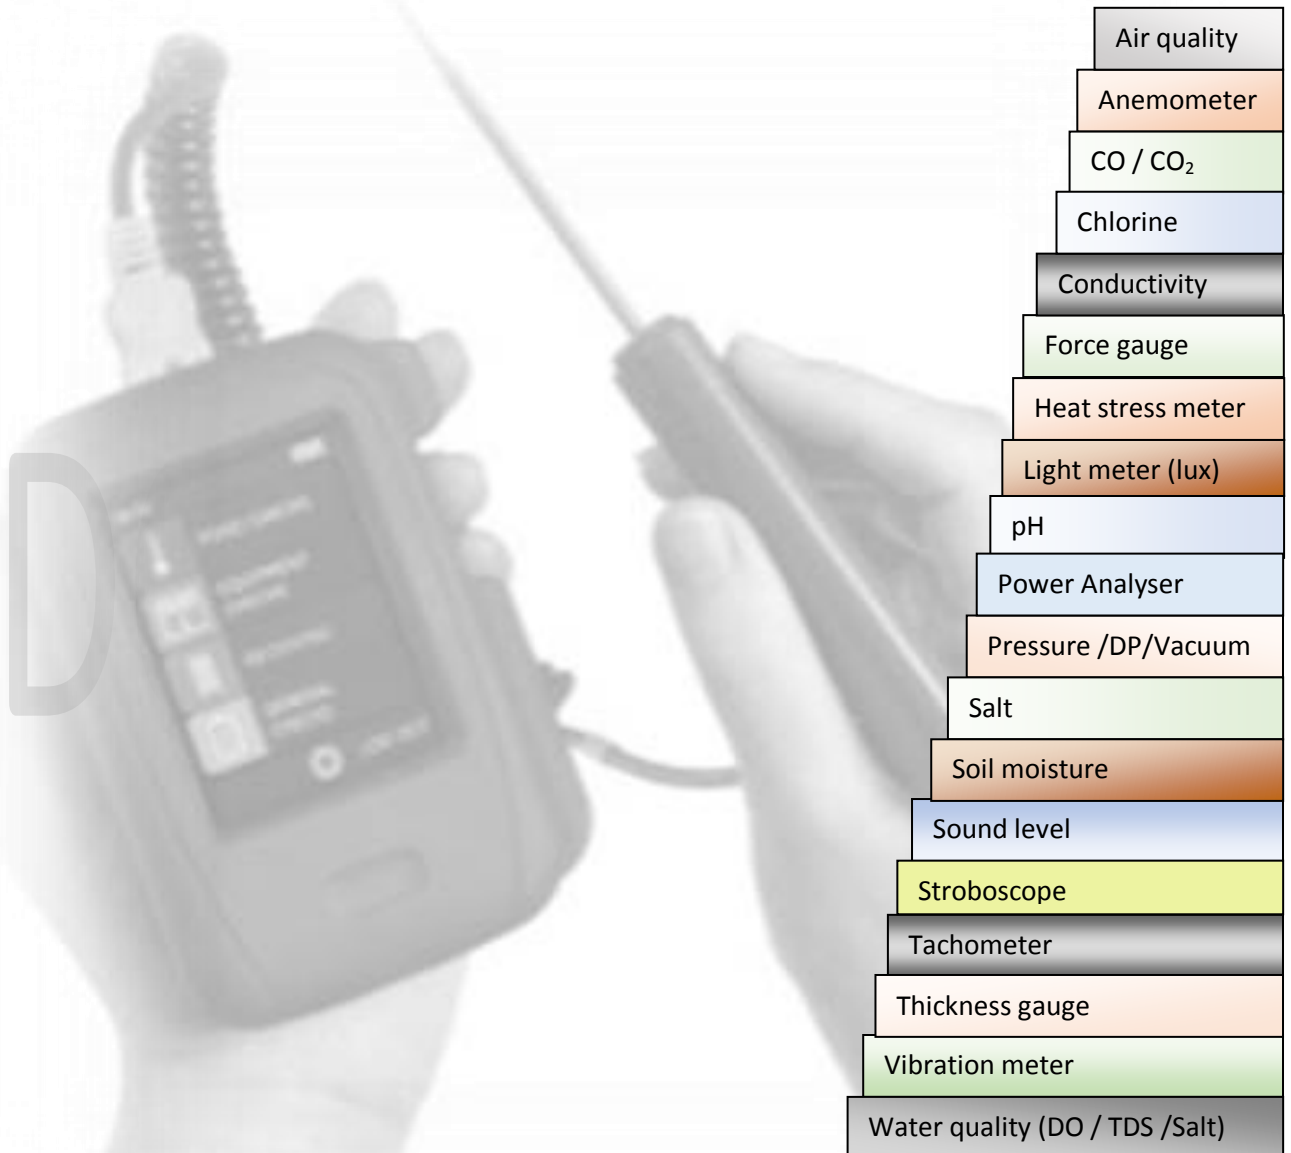 Air quality
Anemometer
CO / CO₂
Chlorine
Conductivity
Force gauge
Heat stress meter
Light meter (lux)
pH
Power Analyser
Pressure /DP/Vacuum
Salt
Soil moisture
Sound level
Stroboscope
Tachometer
Thickness gauge
Vibration meter
Water quality (DO / TDS /Salt)
D